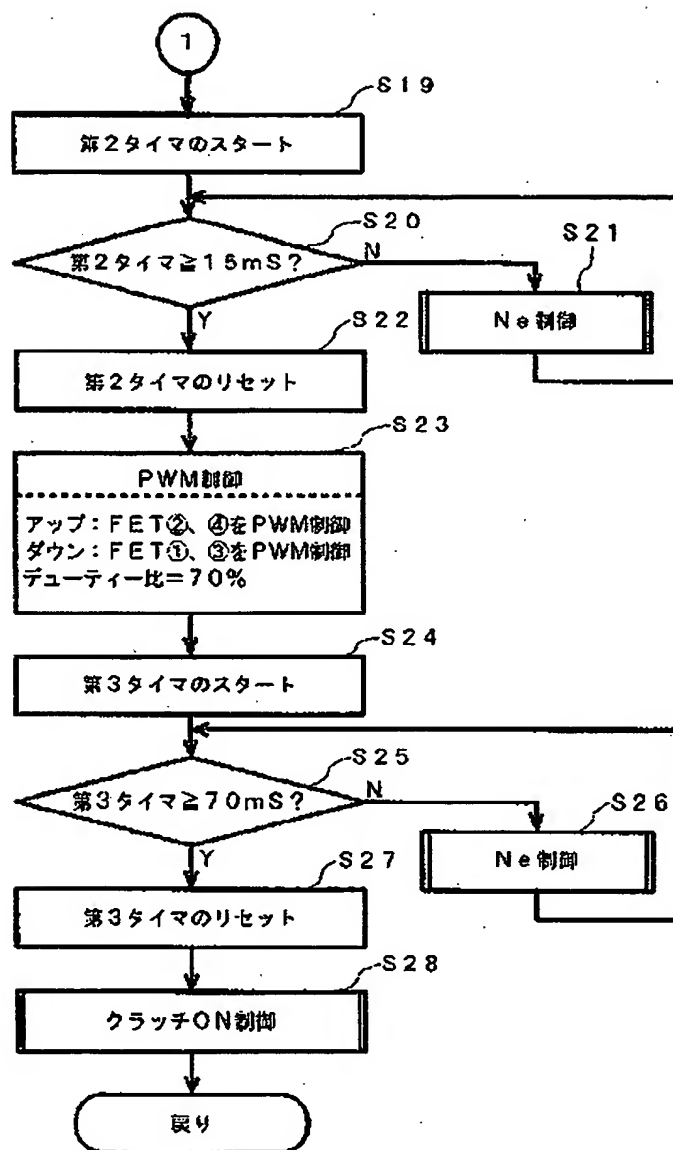 1
S19
第2タイマのスタート
S20
第2タイマ≧15mS?
N
S21
Ne制御
Y
S22
第2タイマのリセット
S23
PWM制御
アップ:FET②、④をPWM制御
ダウン:FET①、③をPWM制御
デューティー比=70%
S24
第3タイマのスタート
S25
第3タイマ≧70mS?
N
S26
Ne制御
Y
S27
第3タイマのリセット
S28
クラッチON制御
戻り